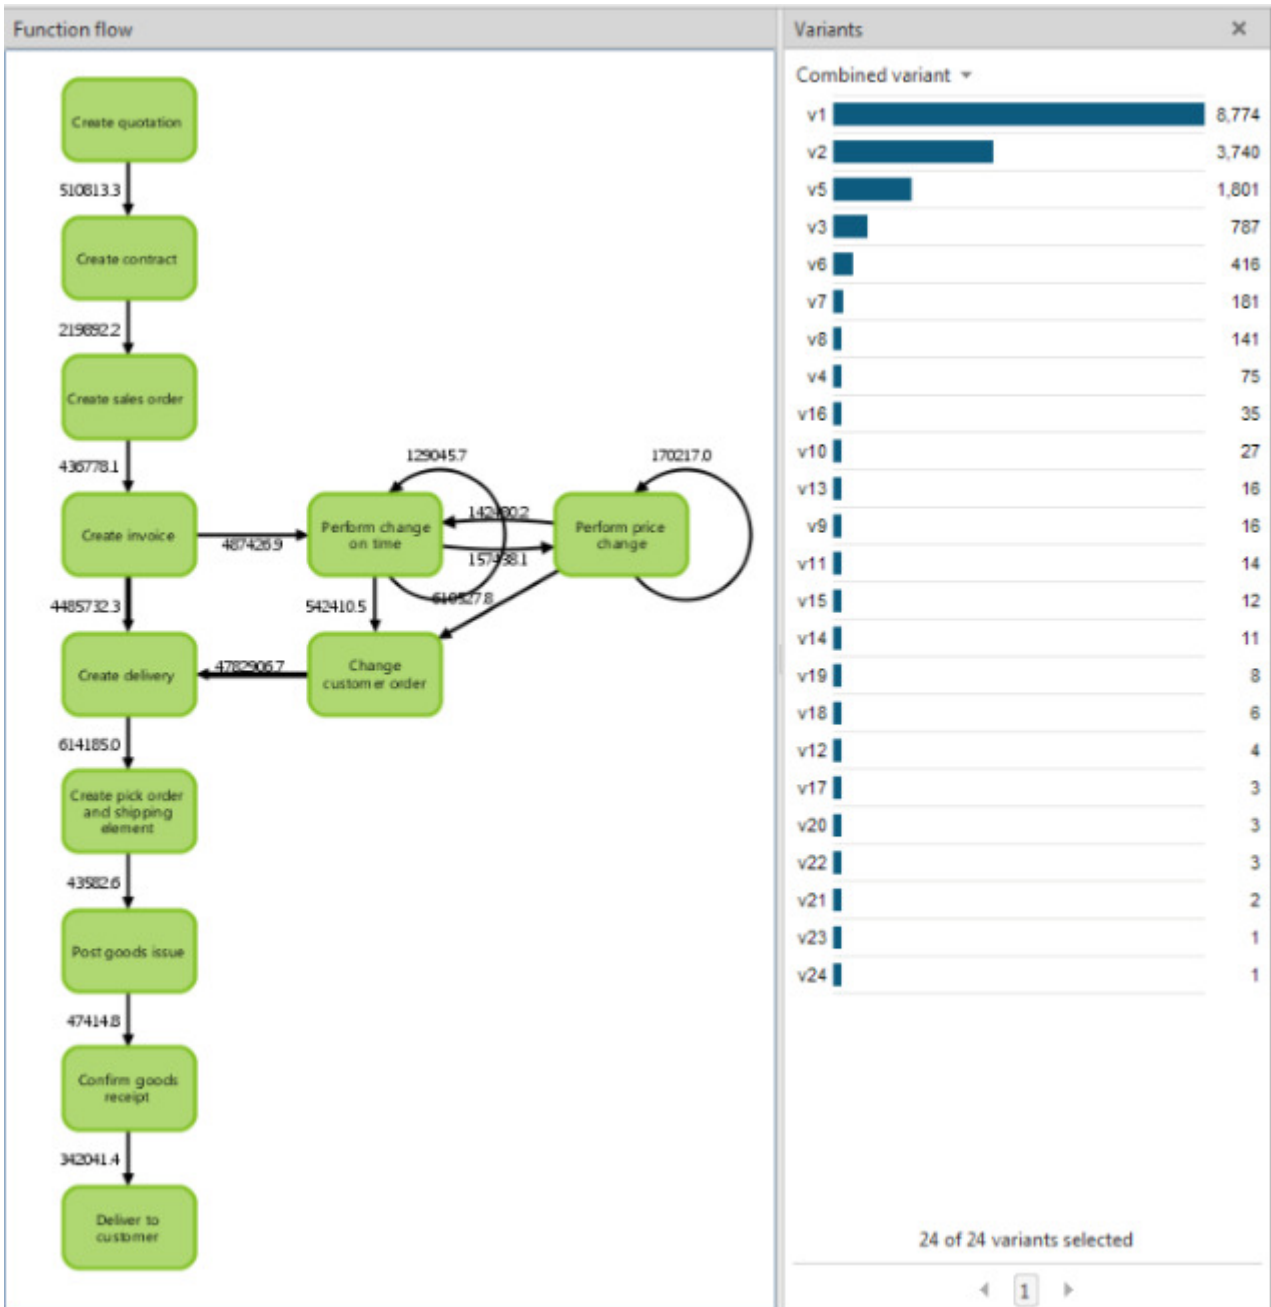 Function flow
Create quotation
510813.3
Create contract
219892.2
Create sales order
436778.1
129045.7
170217.0
Create invoice
487426.9
Perform change
on time
157438.1
Perform price
change
4485732.3
542410.5
610527.8
Create delivery
4782906.7
Change
customer order
614185.0
Create pick order
and shipping
element
43582.6
Post goods issue
47414.8
Confirm goods
receipt
342041.4
Deliver to
customer
Variants ×
Combined variant
v1 8,774
v2 3,740
v5 1,801
v3 787
v6 416
v7 181
v8 141
v4 75
v16 35
v10 27
v13 16
v9 16
v11 14
v15 12
v14 11
v19 8
v18 6
v12 4
v17 3
v20 3
v22 3
v21 2
v23 1
v24 1
24 of 24 variants selected
1